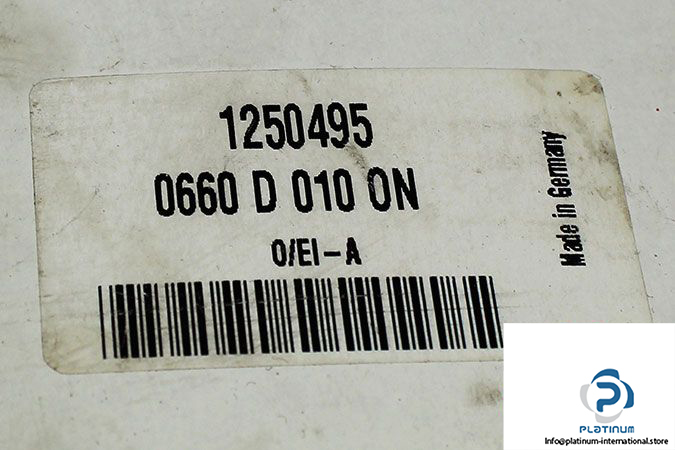 1250495
0660 D 010 ON
O/EI-A
Made in Germany
PLATINUM
Info@platinum-international.store